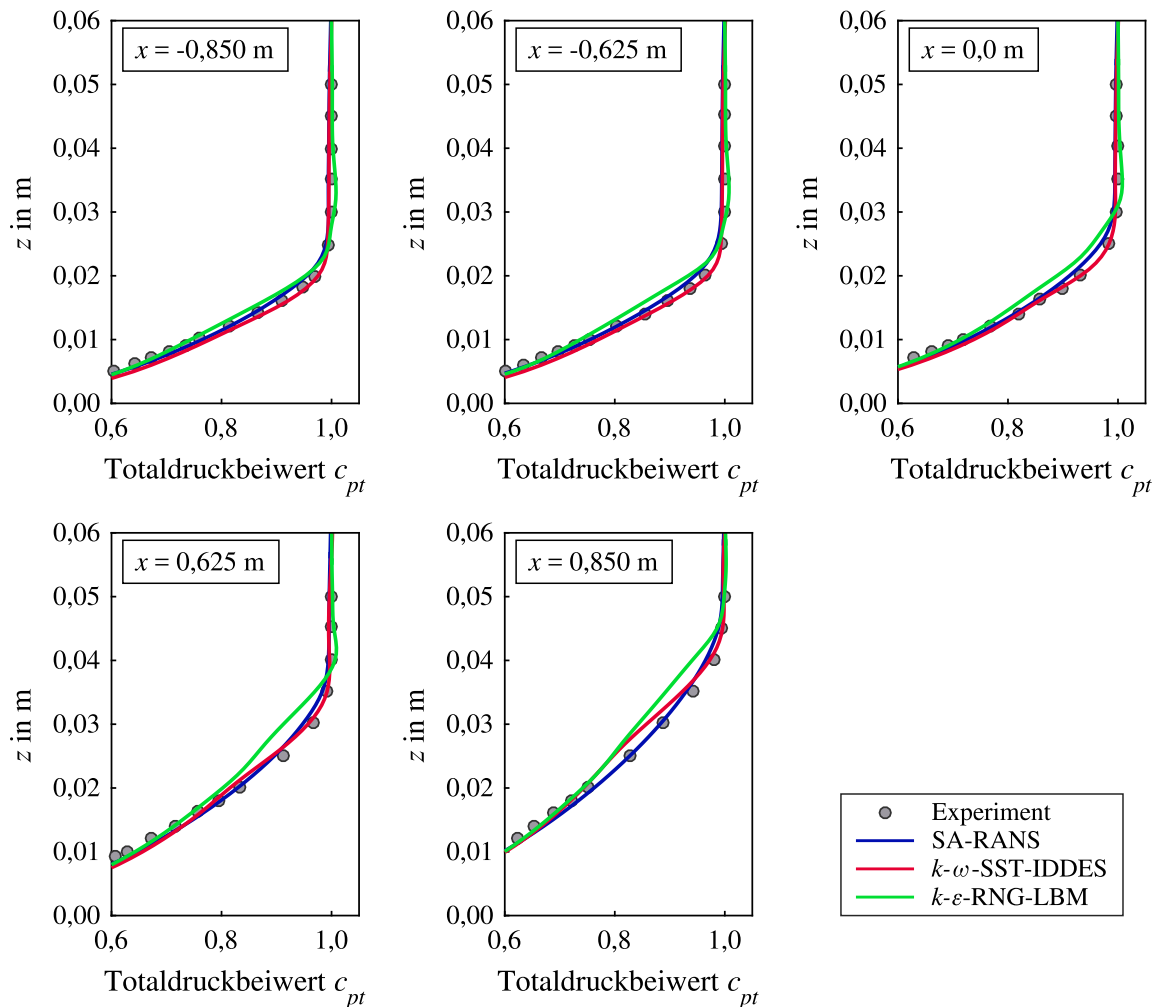 x = -0,850 m
0,06
0,05
0,04
0,03
0,02
0,01
0,00
z in m
0,6
0,8
1,0
Totaldruckbeiwert cpt
x = -0,625 m
0,06
0,05
0,04
0,03
0,02
0,01
0,00
z in m
0,6
0,8
1,0
Totaldruckbeiwert cpt
x = 0,0 m
0,06
0,05
0,04
0,03
0,02
0,01
0,00
z in m
0,6
0,8
1,0
Totaldruckbeiwert cpt
x = 0,625 m
0,06
0,05
0,04
0,03
0,02
0,01
0,00
z in m
0,6
0,8
1,0
Totaldruckbeiwert cpt
x = 0,850 m
0,06
0,05
0,04
0,03
0,02
0,01
0,00
z in m
0,6
0,8
1,0
Totaldruckbeiwert cpt
Experiment
SA-RANS
k-ω-SST-IDDES
k-ε-RNG-LBM